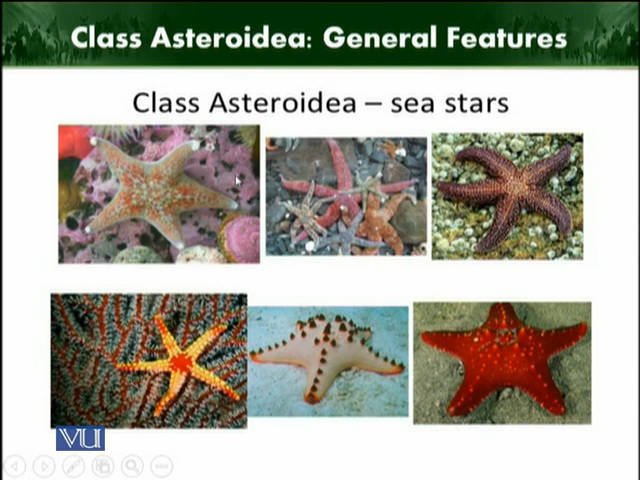 Class Asteroidea: General Features
Class Asteroidea – sea stars
VU